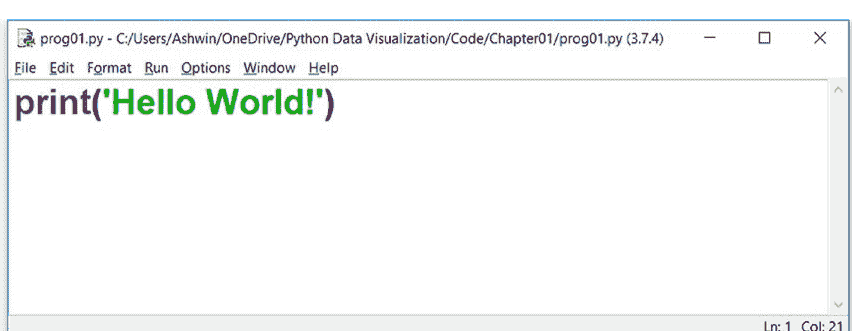 prog01.py - C:/Users/Ashwin/OneDrive/Python Data Visualization/Code/Chapter01/prog01.py (3.7.4)
File Edit Format Run Options Window Help
print('Hello World!')
Ln: 1 Col: 21